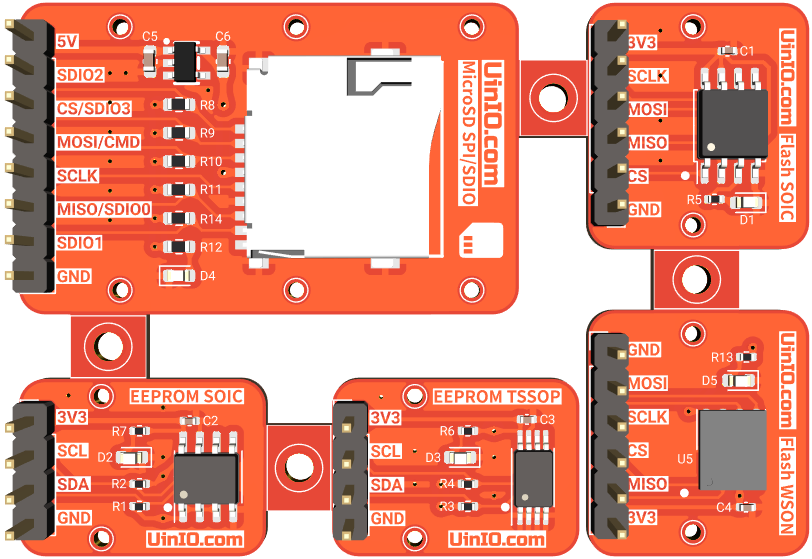 5V
SDIO2
CS/SDIO3
MOSI/CMD
SCLK
MISO/SDIO0
SDIO1
GND
C5
C6
R8
R9
R10
R11
R14
R12
D4
UinIO.com
MicroSD SPI/SDIO
3V3
SCLK
MOSI
MISO
CS
GND
C1
R5
D1
UinIO.com
Flash SOIC
EEPROM SOIC
3V3
SCL
SDA
GND
R7
C2
D2
R2
R1
UinIO.com
EEPROM TSSOP
3V3
SCL
SDA
GND
R6
C3
D3
R4
R3
UinIO.com
GND
MOSI
SCLK
CS
MISO
3V3
R13
D5
U5
C4
UinIO.com
Flash WSON